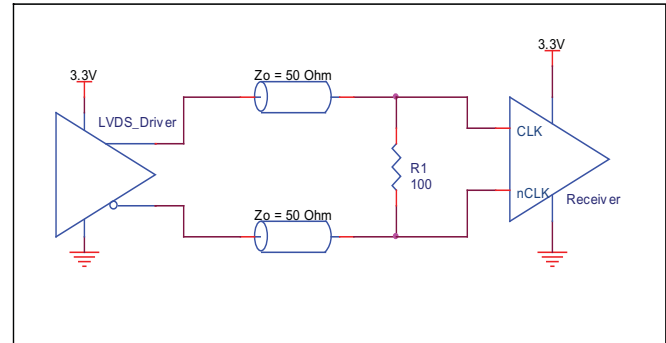 3.3V
LVDS_Driver
Zo = 50 Ohm
Zo = 50 Ohm
R1
100
3.3V
CLK
nCLK
Receiver